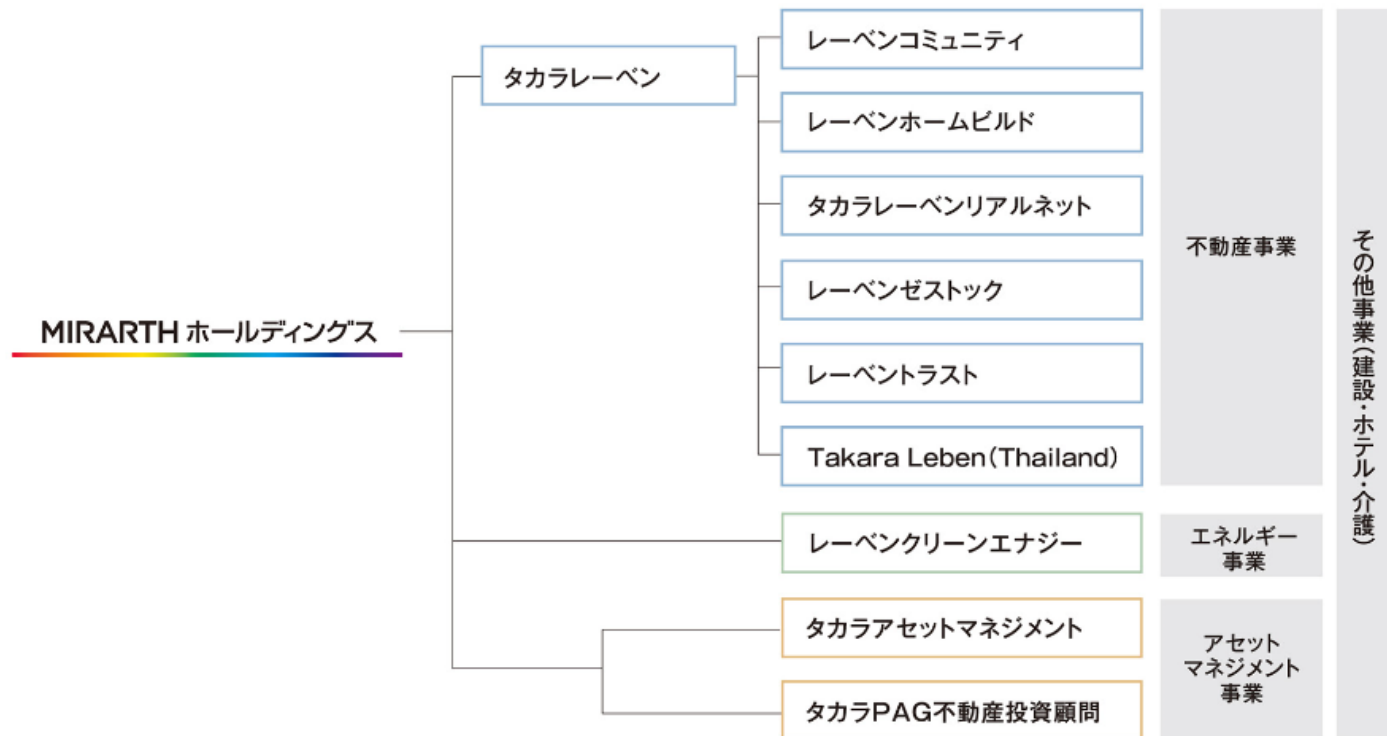 MIRARTH ホールディングス
タカラレーベン
レーベンコミュニティ
レーベンホームビルド
タカラレーベンリアルネット
レーベンゼストック
レーベントラスト
Takara Leben(Thailand)
レーベンクリーンエナジー
タカラアセットマネジメント
タカラPAG不動産投資顧問
不動産事業
エネルギー
事業
アセット
マネジメント
事業
その他事業(建設・ホテル・介護)